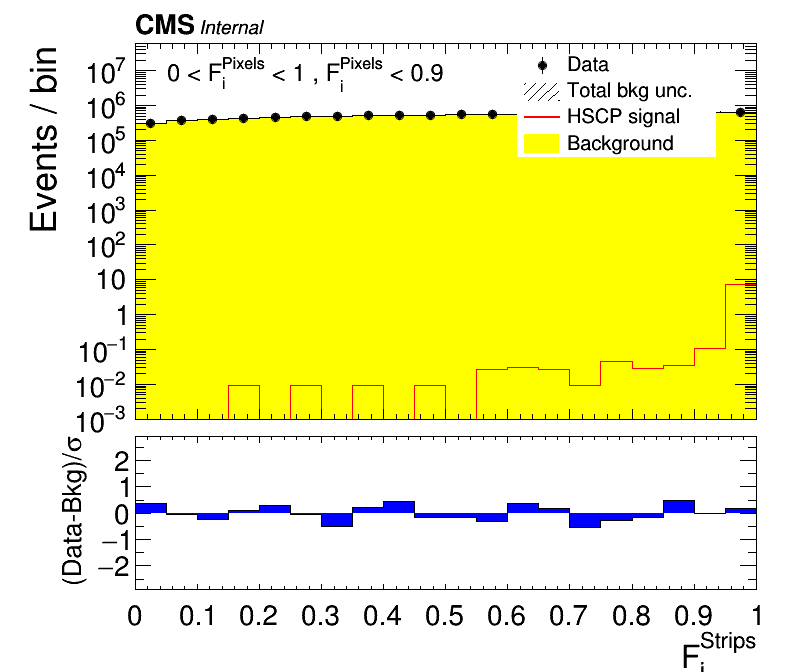 CMS Internal
Events / bin
0 < F_i^Pixels < 1 , F_i^Pixels < 0.9
Data
Total bkg unc.
HSCP signal
Background
10^7
10^6
10^5
10^4
10^3
10^2
10
1
10^−1
10^−2
10^−3
(Data-Bkg)/σ
2
1
0
−1
−2
0 0.1 0.2 0.3 0.4 0.5 0.6 0.7 0.8 0.9 1
F_i^Strips